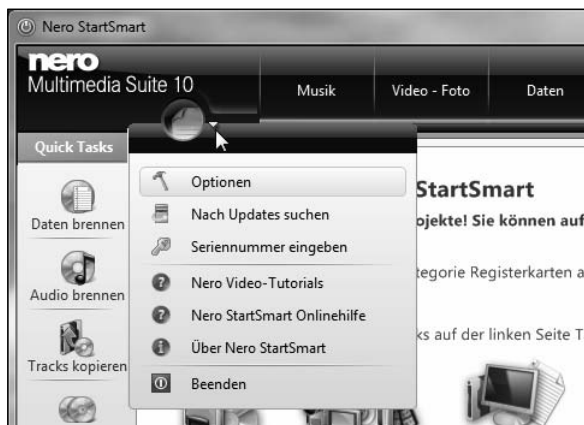 Nero StartSmart
nero
Multimedia Suite 10
Musik
Video - Foto
Daten
Quick Tasks
Daten brennen
Audio brennen
Tracks kopieren
Optionen
Nach Updates suchen
Seriennummer eingeben
Nero Video-Tutorials
Nero StartSmart Onlinehilfe
Über Nero StartSmart
Beenden
StartSmart
ojekte! Sie können auf
tegorie Registerkarten a
ks auf der linken Seite T